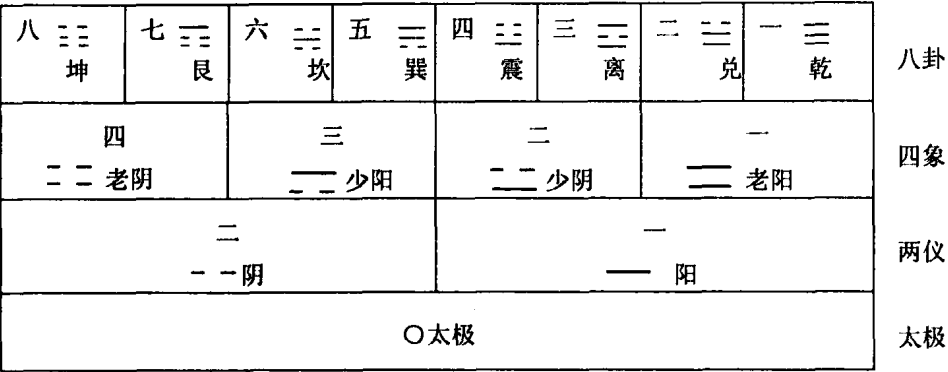 八 ☷ 七 ☶ 六 ☵ 五 ☴ 四 ☳ 三 ☲ 二 ☱ 一 ☰
坤 艮 坎 巽 震 离 兑 乾 八卦
四 三 二 一
⚏ 老阴 ⚎ 少阳 ⚍ 少阴 ⚌ 老阳 四象
二 一
⚋ 阴 ⚊ 阳 两仪
○太极 太极